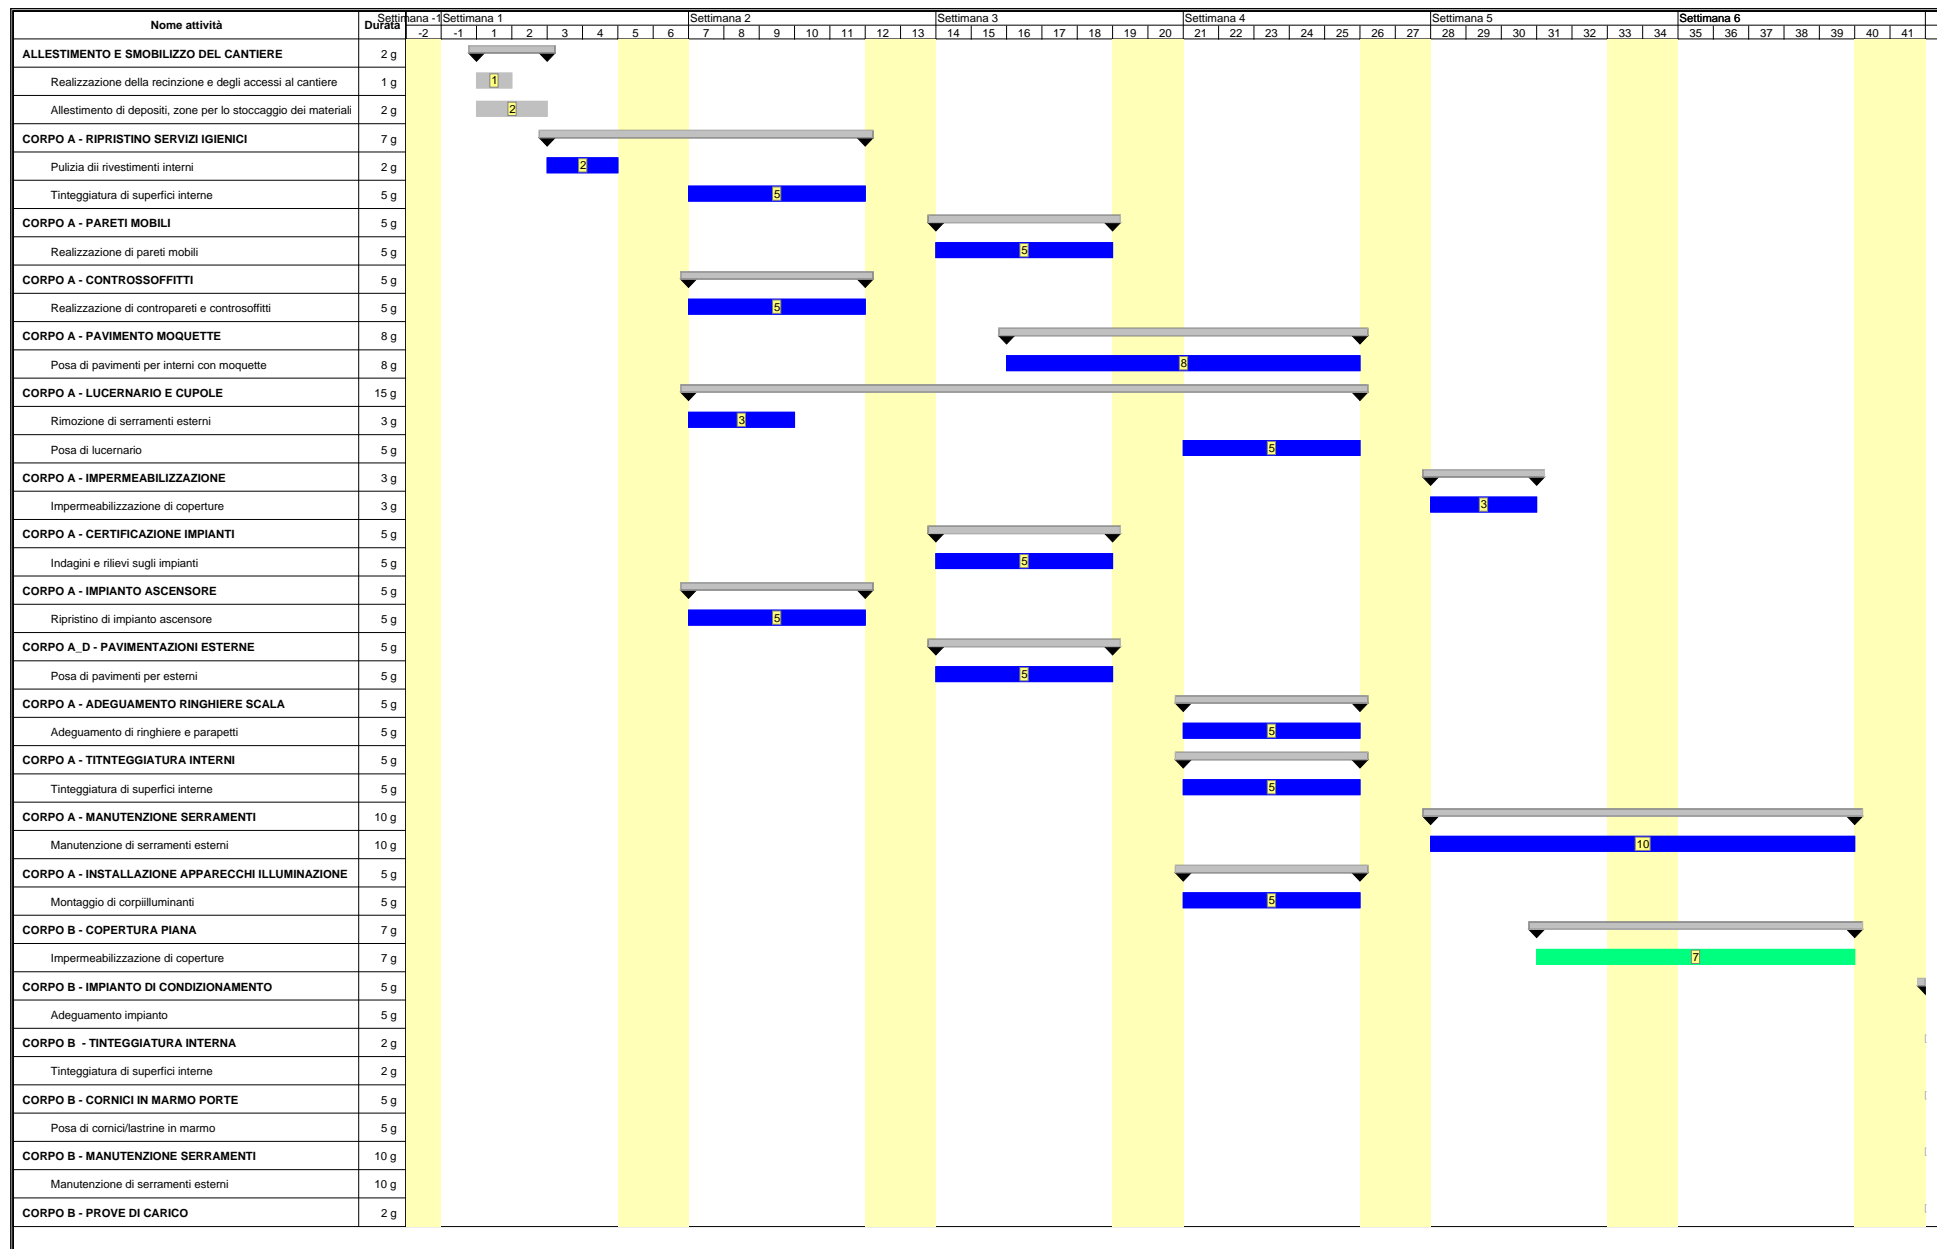 Nome attività Durata Settimana -1 Settimana 1 Settimana 2 Settimana 3 Settimana 4 Settimana 5 Settimana 6
-2 -1 1 2 3 4 5 6 7 8 9 10 11 12 13 14 15 16 17 18 19 20 21 22 23 24 25 26 27 28 29 30 31 32 33 34 35 36 37 38 39 40 41
ALLESTIMENTO E SMOBILIZZO DEL CANTIERE 2 g
Realizzazione della recinzione e degli accessi al cantiere 1 g 1
Allestimento di depositi, zone per lo stoccaggio dei materiali 2 g 2
CORPO A - RIPRISTINO SERVIZI IGIENICI 7 g
Pulizia dii rivestimenti interni 2 g 2
Tinteggiatura di superfici interne 5 g 5
CORPO A - PARETI MOBILI 5 g
Realizzazione di pareti mobili 5 g 5
CORPO A - CONTROSSOFFITTI 5 g
Realizzazione di contropareti e controsoffitti 5 g 5
CORPO A - PAVIMENTO MOQUETTE 8 g
Posa di pavimenti per interni con moquette 8 g 8
CORPO A - LUCERNARIO E CUPOLE 15 g
Rimozione di serramenti esterni 3 g 3
Posa di lucernario 5 g 5
CORPO A - IMPERMEABILIZZAZIONE 3 g
Impermeabilizzazione di coperture 3 g 3
CORPO A - CERTIFICAZIONE IMPIANTI 5 g
Indagini e rilievi sugli impianti 5 g 5
CORPO A - IMPIANTO ASCENSORE 5 g
Ripristino di impianto ascensore 5 g 5
CORPO A_D - PAVIMENTAZIONI ESTERNE 5 g
Posa di pavimenti per esterni 5 g 5
CORPO A - ADEGUAMENTO RINGHIERE SCALA 5 g
Adeguamento di ringhiere e parapetti 5 g 5
CORPO A - TITNTEGGIATURA INTERNI 5 g
Tinteggiatura di superfici interne 5 g 5
CORPO A - MANUTENZIONE SERRAMENTI 10 g
Manutenzione di serramenti esterni 10 g 10
CORPO A - INSTALLAZIONE APPARECCHI ILLUMINAZIONE 5 g
Montaggio di corpiilluminanti 5 g 5
CORPO B - COPERTURA PIANA 7 g
Impermeabilizzazione di coperture 7 g 7
CORPO B - IMPIANTO DI CONDIZIONAMENTO 5 g
Adeguamento impianto 5 g
CORPO B - TINTEGGIATURA INTERNA 2 g
Tinteggiatura di superfici interne 2 g
CORPO B - CORNICI IN MARMO PORTE 5 g
Posa di cornici/lastrine in marmo 5 g
CORPO B - MANUTENZIONE SERRAMENTI 10 g
Manutenzione di serramenti esterni 10 g
CORPO B - PROVE DI CARICO 2 g